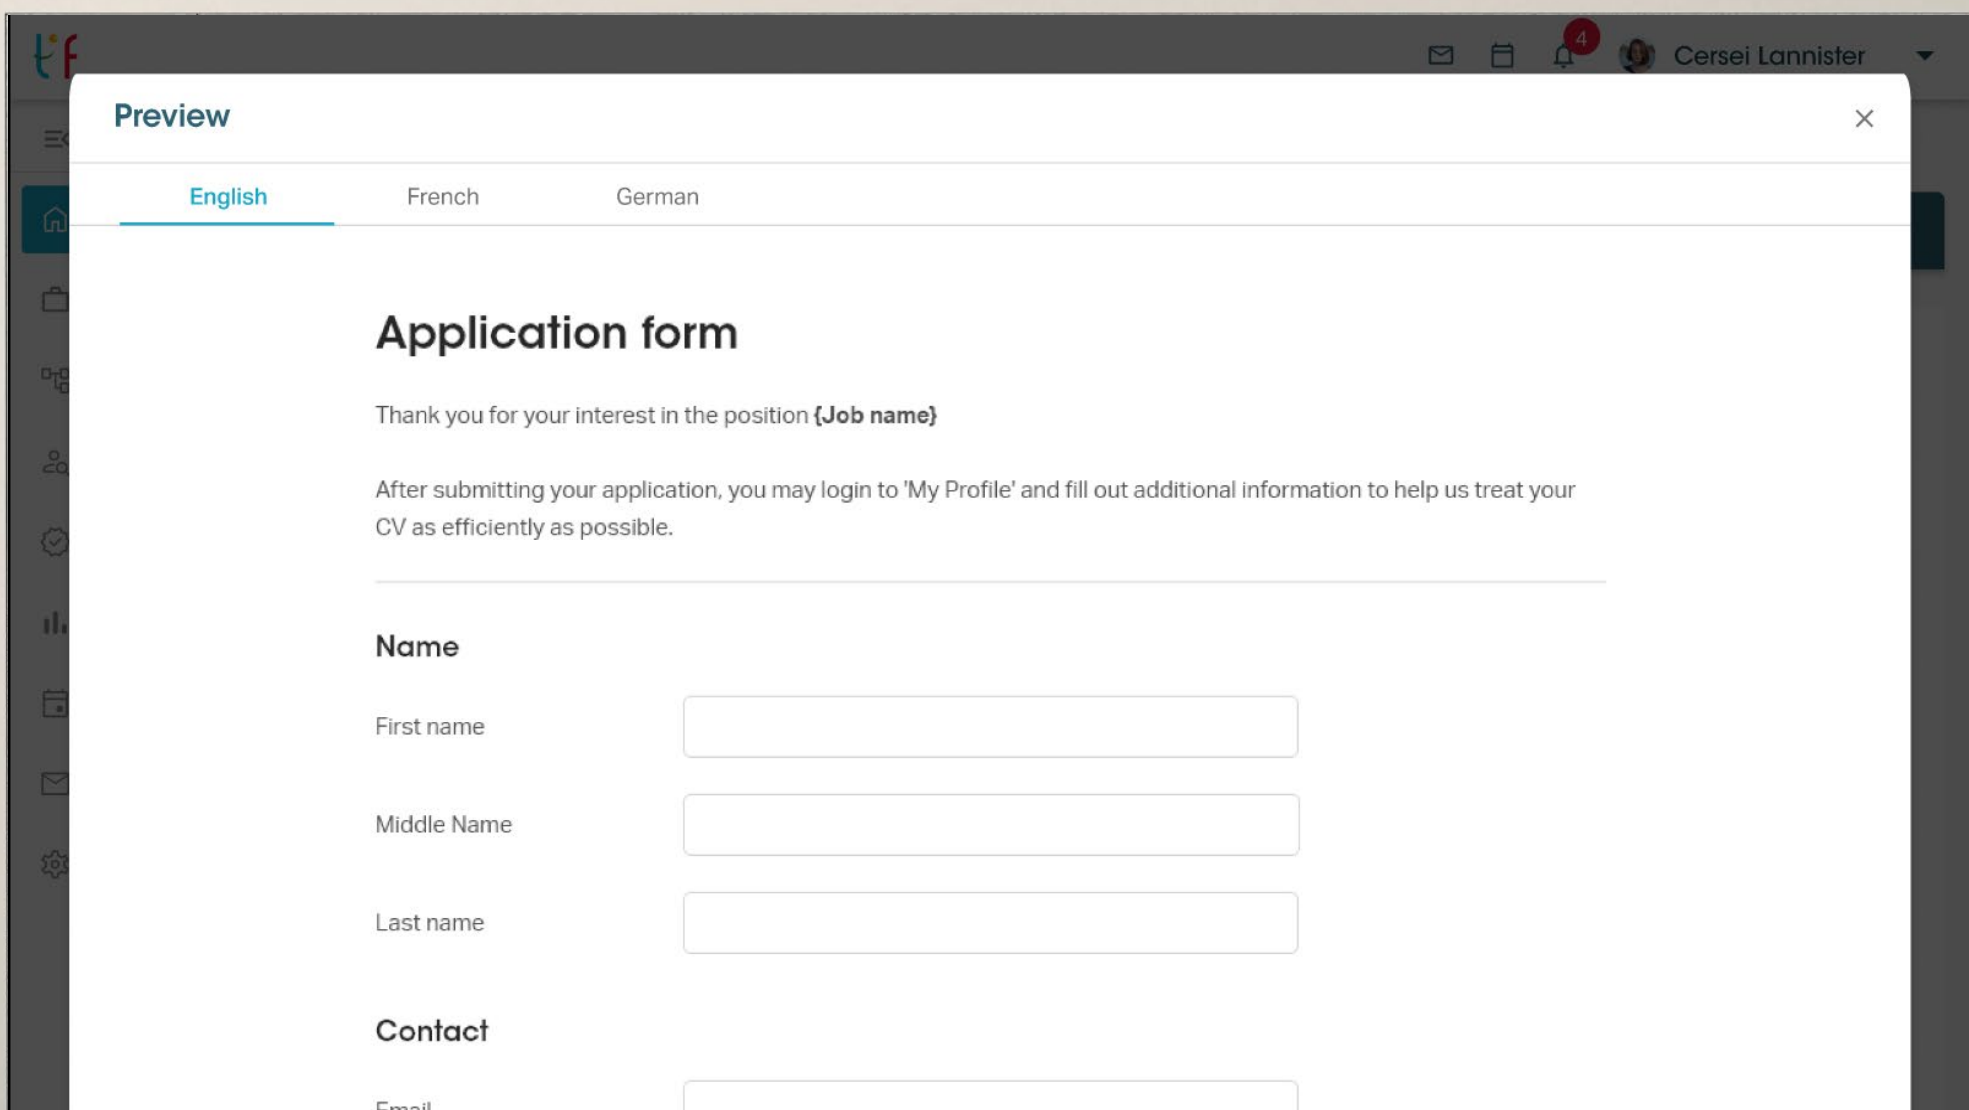 t'f
4
Cersei Lannister
Preview
English
French
German
Application form
Thank you for your interest in the position {Job name}
After submitting your application, you may login to 'My Profile' and fill out additional information to help us treat your
CV as efficiently as possible.
Name
First name
Middle Name
Last name
Contact
Email